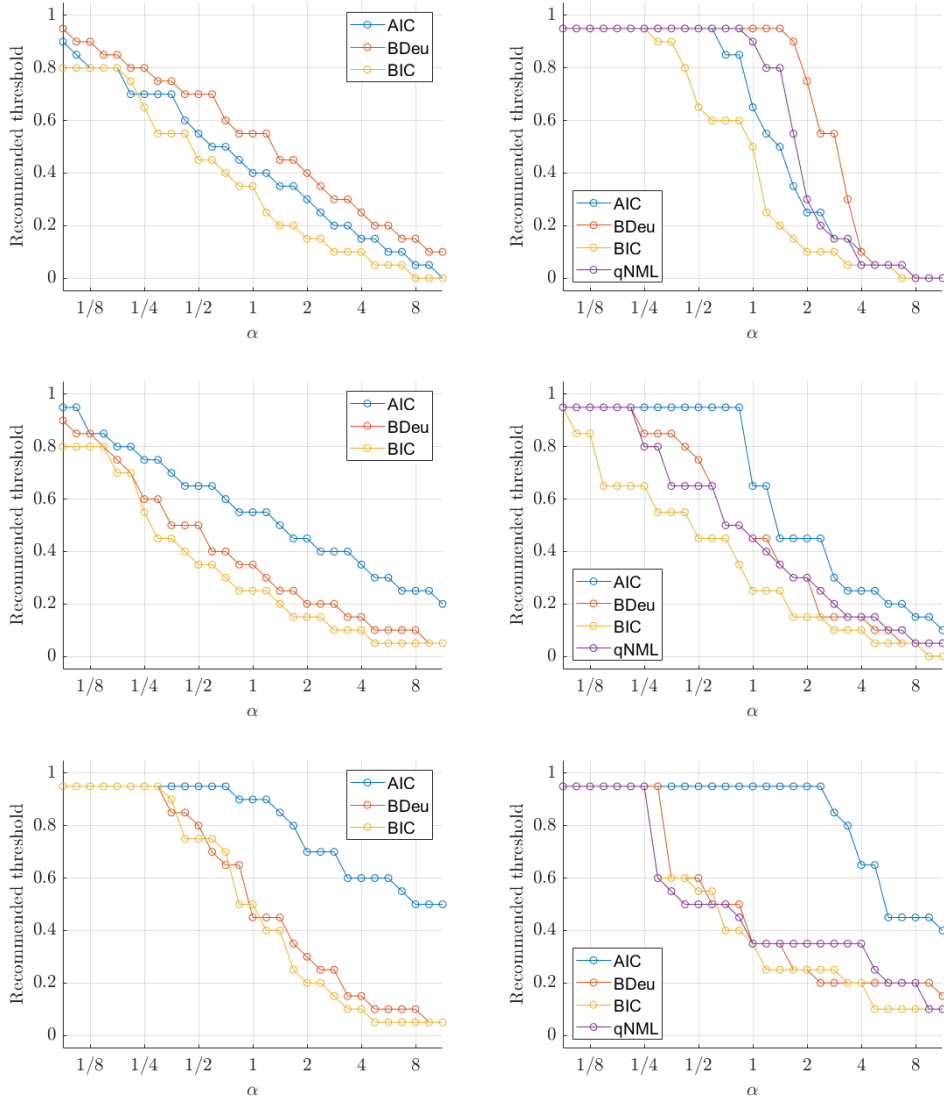 1
0.8
0.6
0.4
0.2
0
Recommended threshold
1/8 1/4 1/2 1 2 4 8
α
AIC
BDeu
BIC
1
0.8
0.6
0.4
0.2
0
Recommended threshold
1/8 1/4 1/2 1 2 4 8
α
AIC
BDeu
BIC
qNML
1
0.8
0.6
0.4
0.2
0
Recommended threshold
1/8 1/4 1/2 1 2 4 8
α
AIC
BDeu
BIC
1
0.8
0.6
0.4
0.2
0
Recommended threshold
1/8 1/4 1/2 1 2 4 8
α
AIC
BDeu
BIC
qNML
1
0.8
0.6
0.4
0.2
0
Recommended threshold
1/8 1/4 1/2 1 2 4 8
α
AIC
BDeu
BIC
1
0.8
0.6
0.4
0.2
0
Recommended threshold
1/8 1/4 1/2 1 2 4 8
α
AIC
BDeu
BIC
qNML